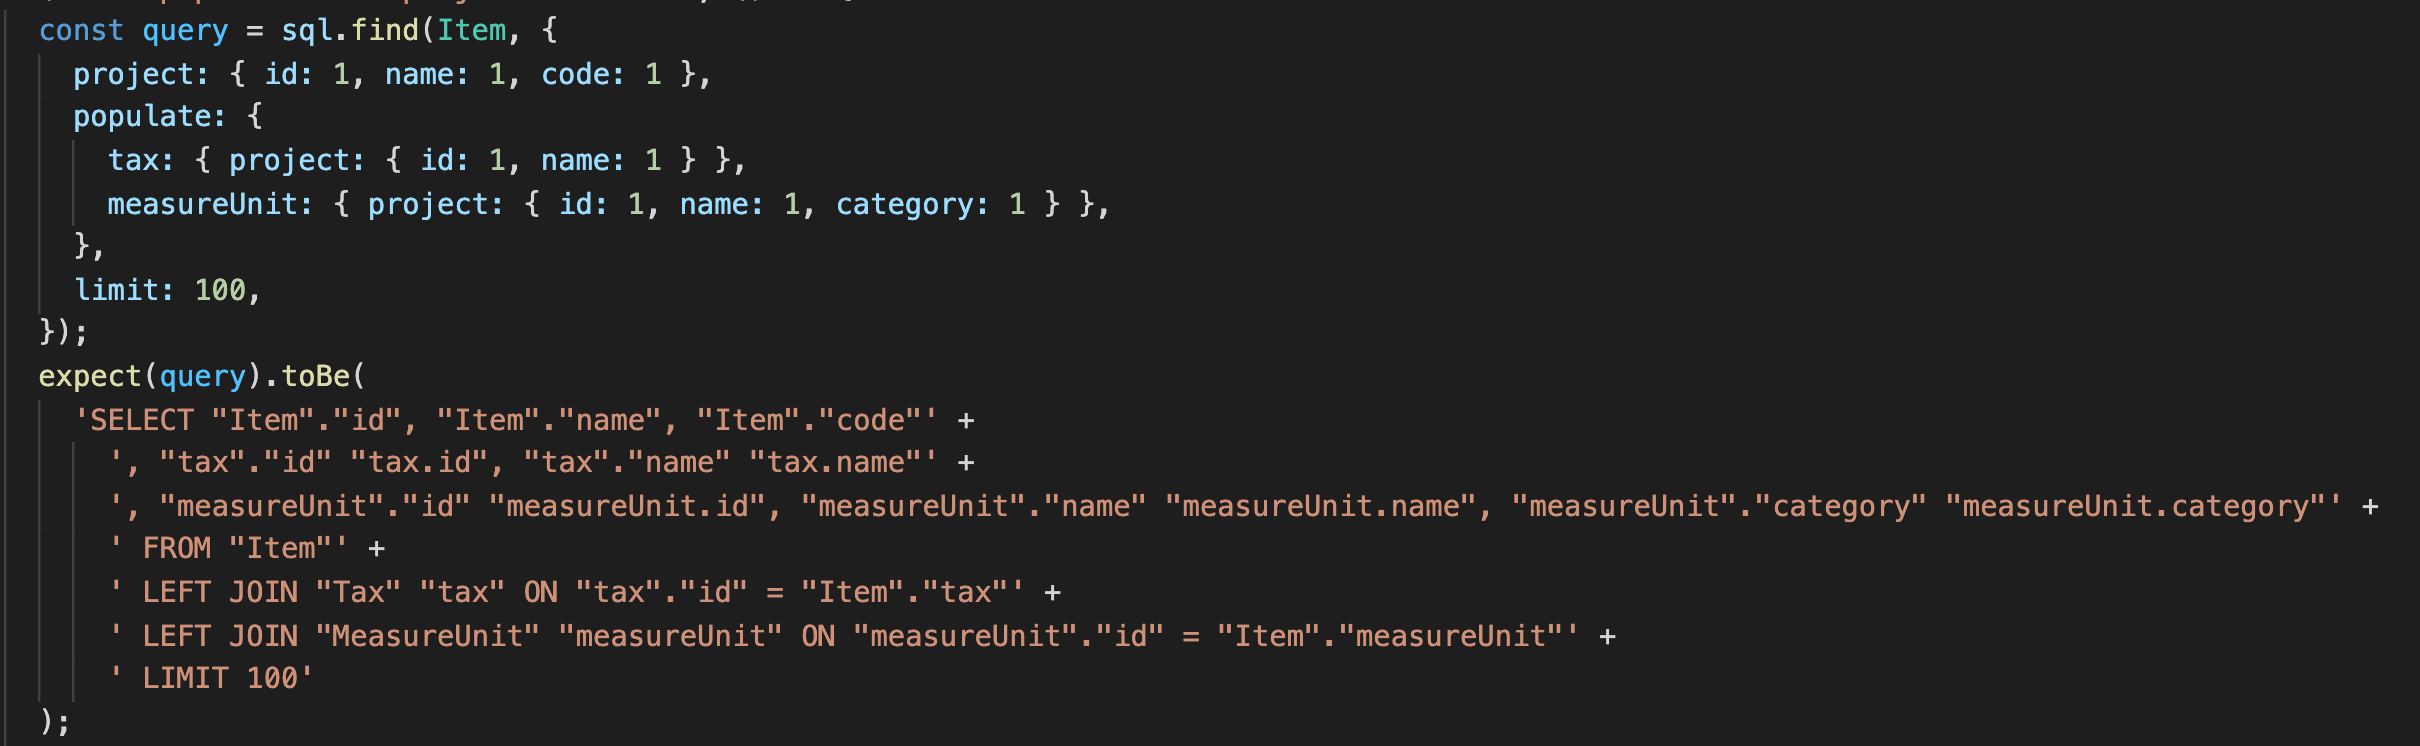 const query = sql.find(Item, {
  project: { id: 1, name: 1, code: 1 },
  populate: {
    tax: { project: { id: 1, name: 1 } },
    measureUnit: { project: { id: 1, name: 1, category: 1 } },
  },
  limit: 100,
});
expect(query).toBe(
  'SELECT "Item"."id", "Item"."name", "Item"."code"' +
    ', "tax"."id" "tax.id", "tax"."name" "tax.name"' +
    ', "measureUnit"."id" "measureUnit.id", "measureUnit"."name" "measureUnit.name", "measureUnit"."category" "measureUnit.category"' +
    ' FROM "Item"' +
    ' LEFT JOIN "Tax" "tax" ON "tax"."id" = "Item"."tax"' +
    ' LEFT JOIN "MeasureUnit" "measureUnit" ON "measureUnit"."id" = "Item"."measureUnit"' +
    ' LIMIT 100'
);